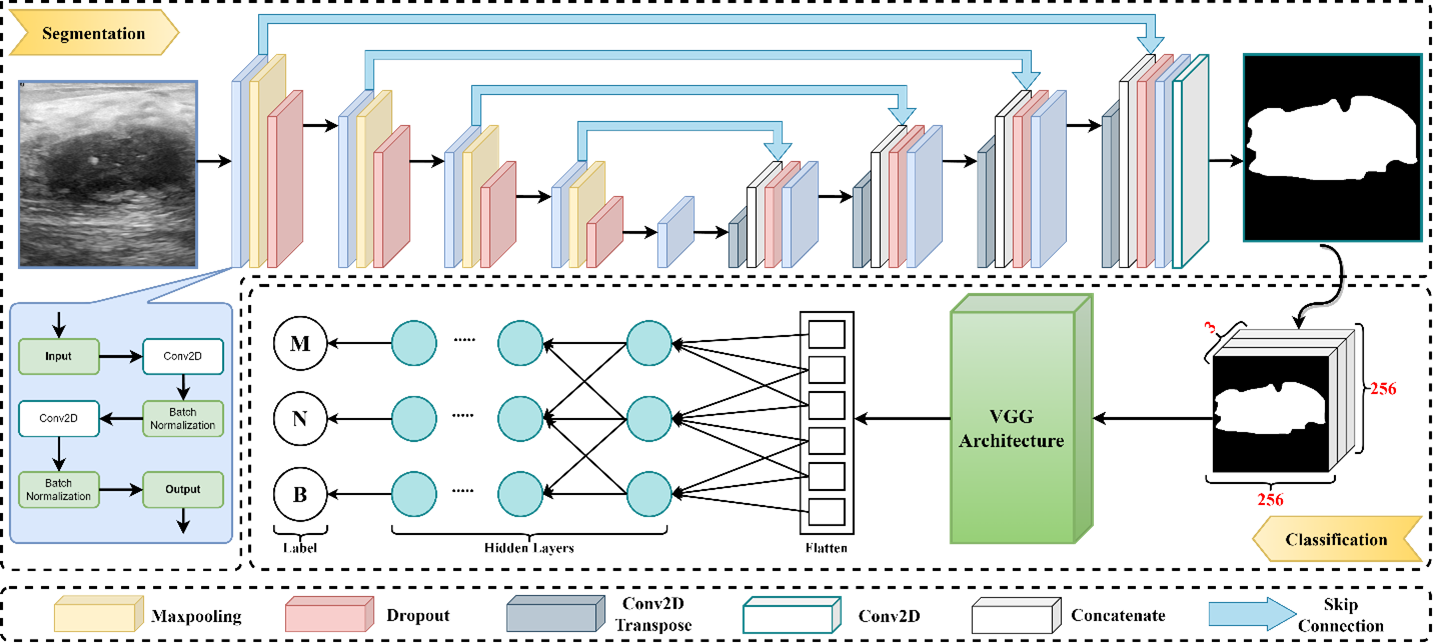 Segmentation
Input
Conv2D
Conv2D
Batch
Normalization
Batch
Normalization
Output
M
N
B
Label
Hidden Layers
Flatten
VGG
Architecture
3
256
256
Classification
Maxpooling
Dropout
Conv2D
Transpose
Conv2D
Concatenate
Skip
Connection